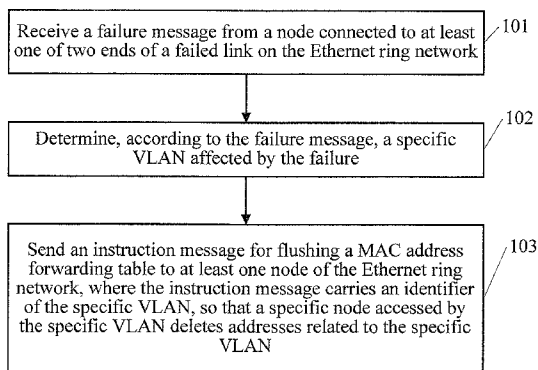 Receive a failure message from a node connected to at least
one of two ends of a failed link on the Ethernet ring network
101
Determine, according to the failure message, a specific
VLAN affected by the failure
102
Send an instruction message for flushing a MAC address
forwarding table to at least one node of the Ethernet ring
network, where the instruction message carries an identifier
of the specific VLAN, so that a specific node accessed by
the specific VLAN deletes addresses related to the specific
VLAN
103